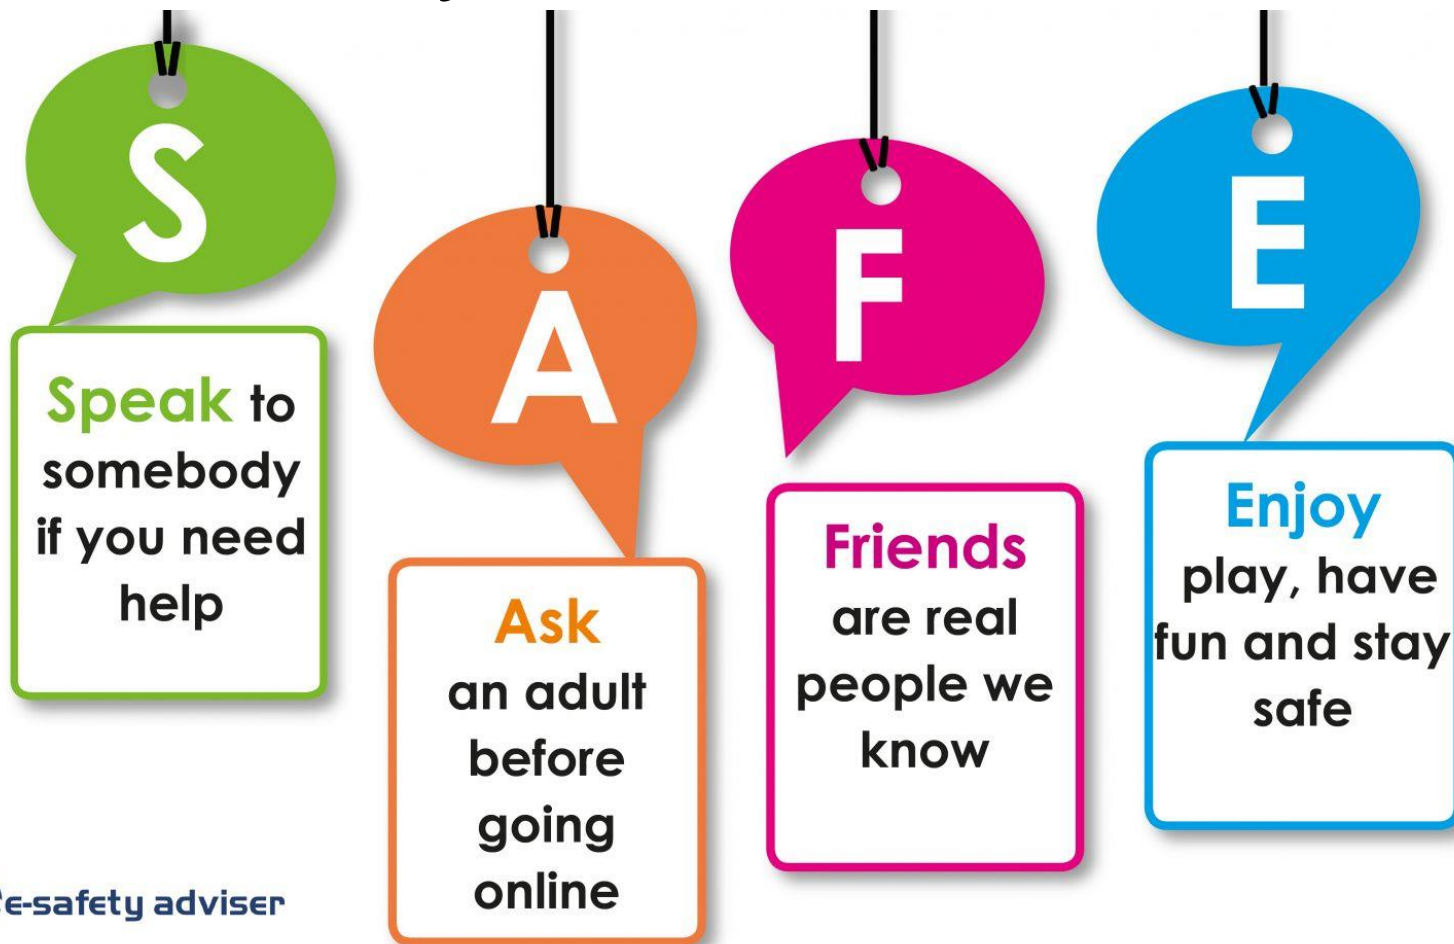 S
Speak to
somebody
if you need
help
A
Ask
an adult
before
going
online
F
Friends
are real
people we
know
E
Enjoy
play, have
fun and stay
safe
e-safety adviser